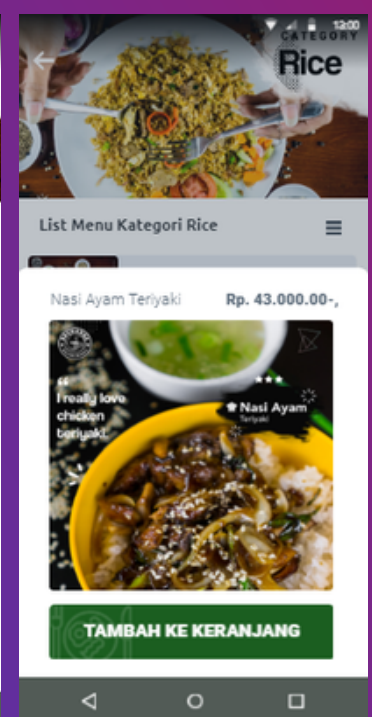 12:00
CATEGORY
Rice
List Menu Kategori Rice
Nasi Ayam Teriyaki
Rp. 43.000.00-,
“
I really love
chicken
teriyaki.
Nasi Ayam
Teriyaki
TAMBAH KE KERANJANG